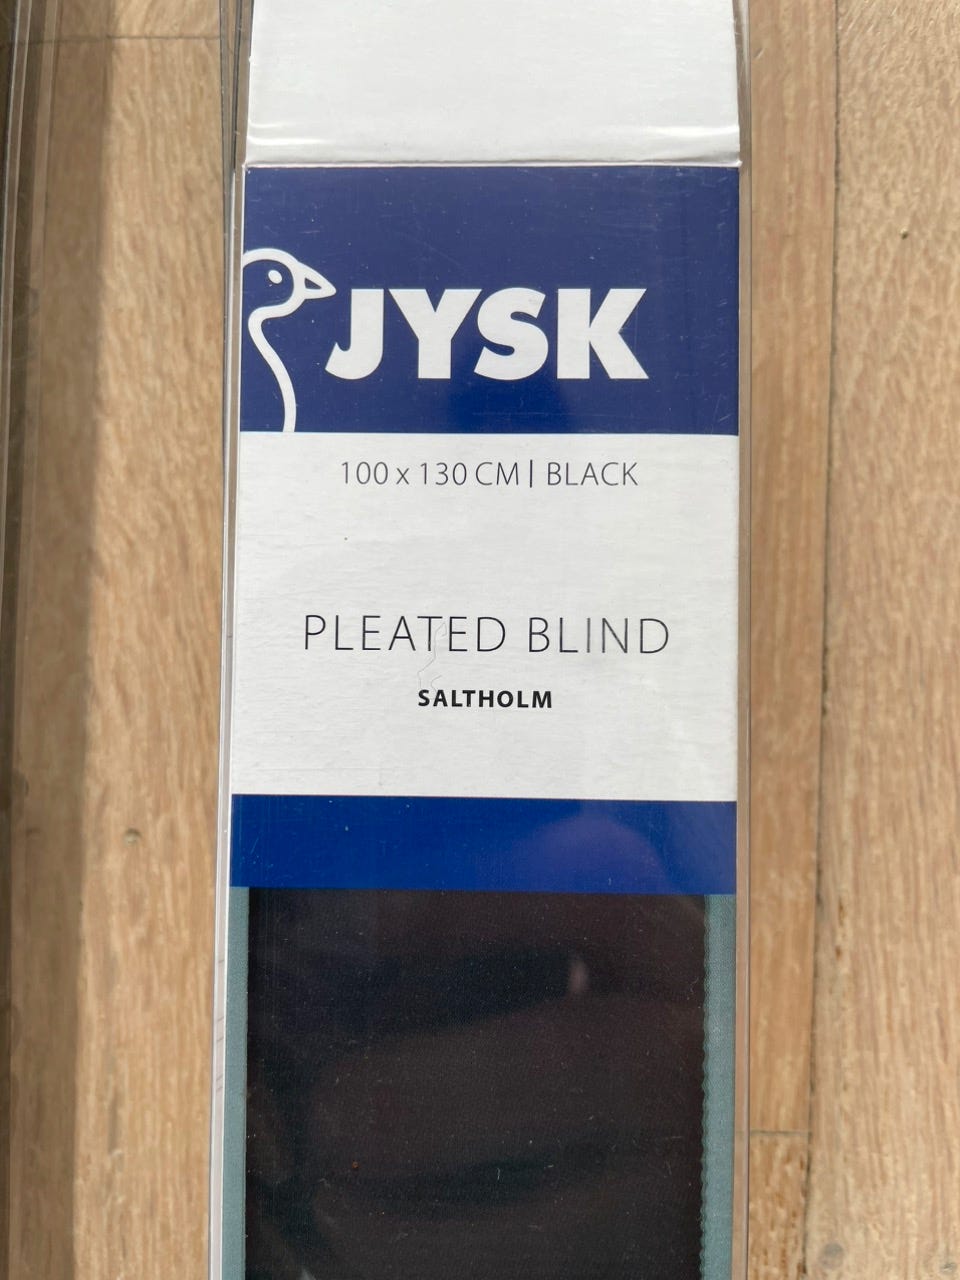 JYSK
100 x 130 CM | BLACK
PLEATED BLIND
SALTHOLM